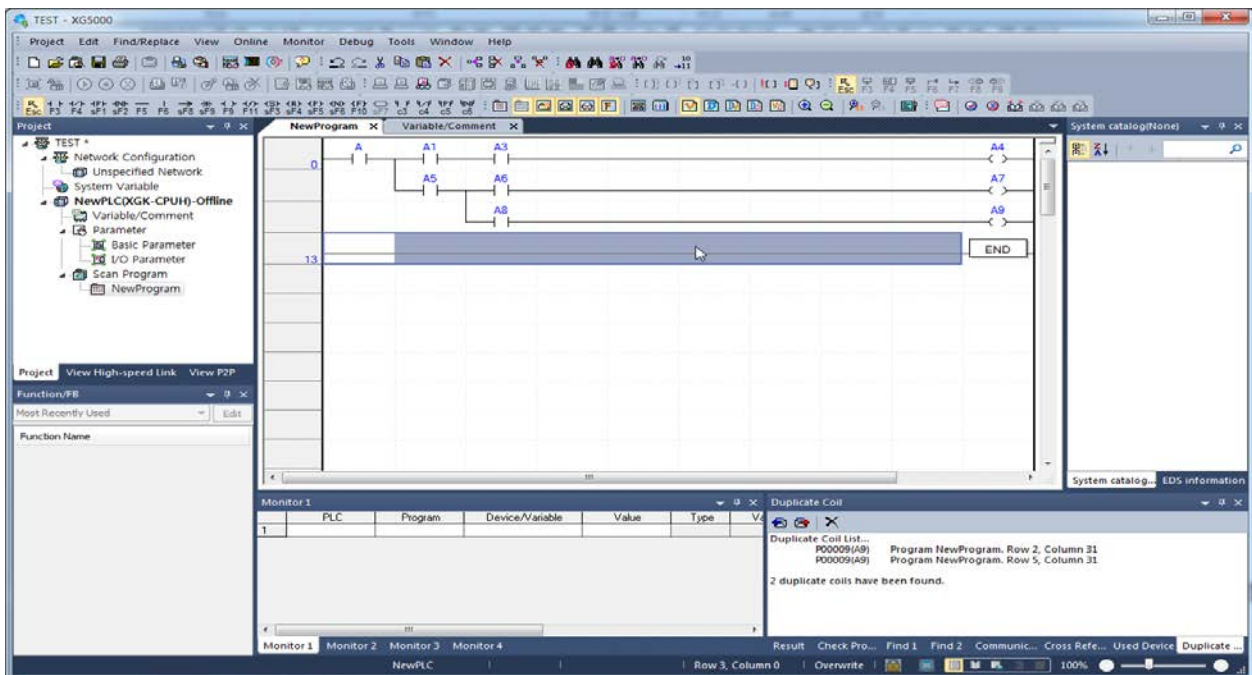 TEST - XG5000
Project Edit Find/Replace View Online Monitor Debug Tools Window Help
Project
NewProgram
Variable/Comment
System catalog(None)
TEST *
Network Configuration
Unspecified Network
System Variable
NewPLC(XGK-CPUH)-Offline
Variable/Comment
Parameter
Basic Parameter
I/O Parameter
Scan Program
NewProgram
A A1 A3 A4
0
A5 A6 A7
A8 A9
13
END
Project View High-speed Link View P2P
Function/FB
Most Recently Used Edit
Function Name
System catalog... EDS information
Monitor 1
PLC Program Device/Variable Value Type
1
Monitor 1 Monitor 2 Monitor 3 Monitor 4
Duplicate Coil
Duplicate Coil List...
P00009(A9) Program NewProgram. Row 2, Column 31
P00009(A9) Program NewProgram. Row 5, Column 31
2 duplicate coils have been found.
Result Check Pro... Find 1 Find 2 Communic... Cross Refe... Used Device Duplicate ...
NewPLC Row 3, Column 0 Overwrite 100%